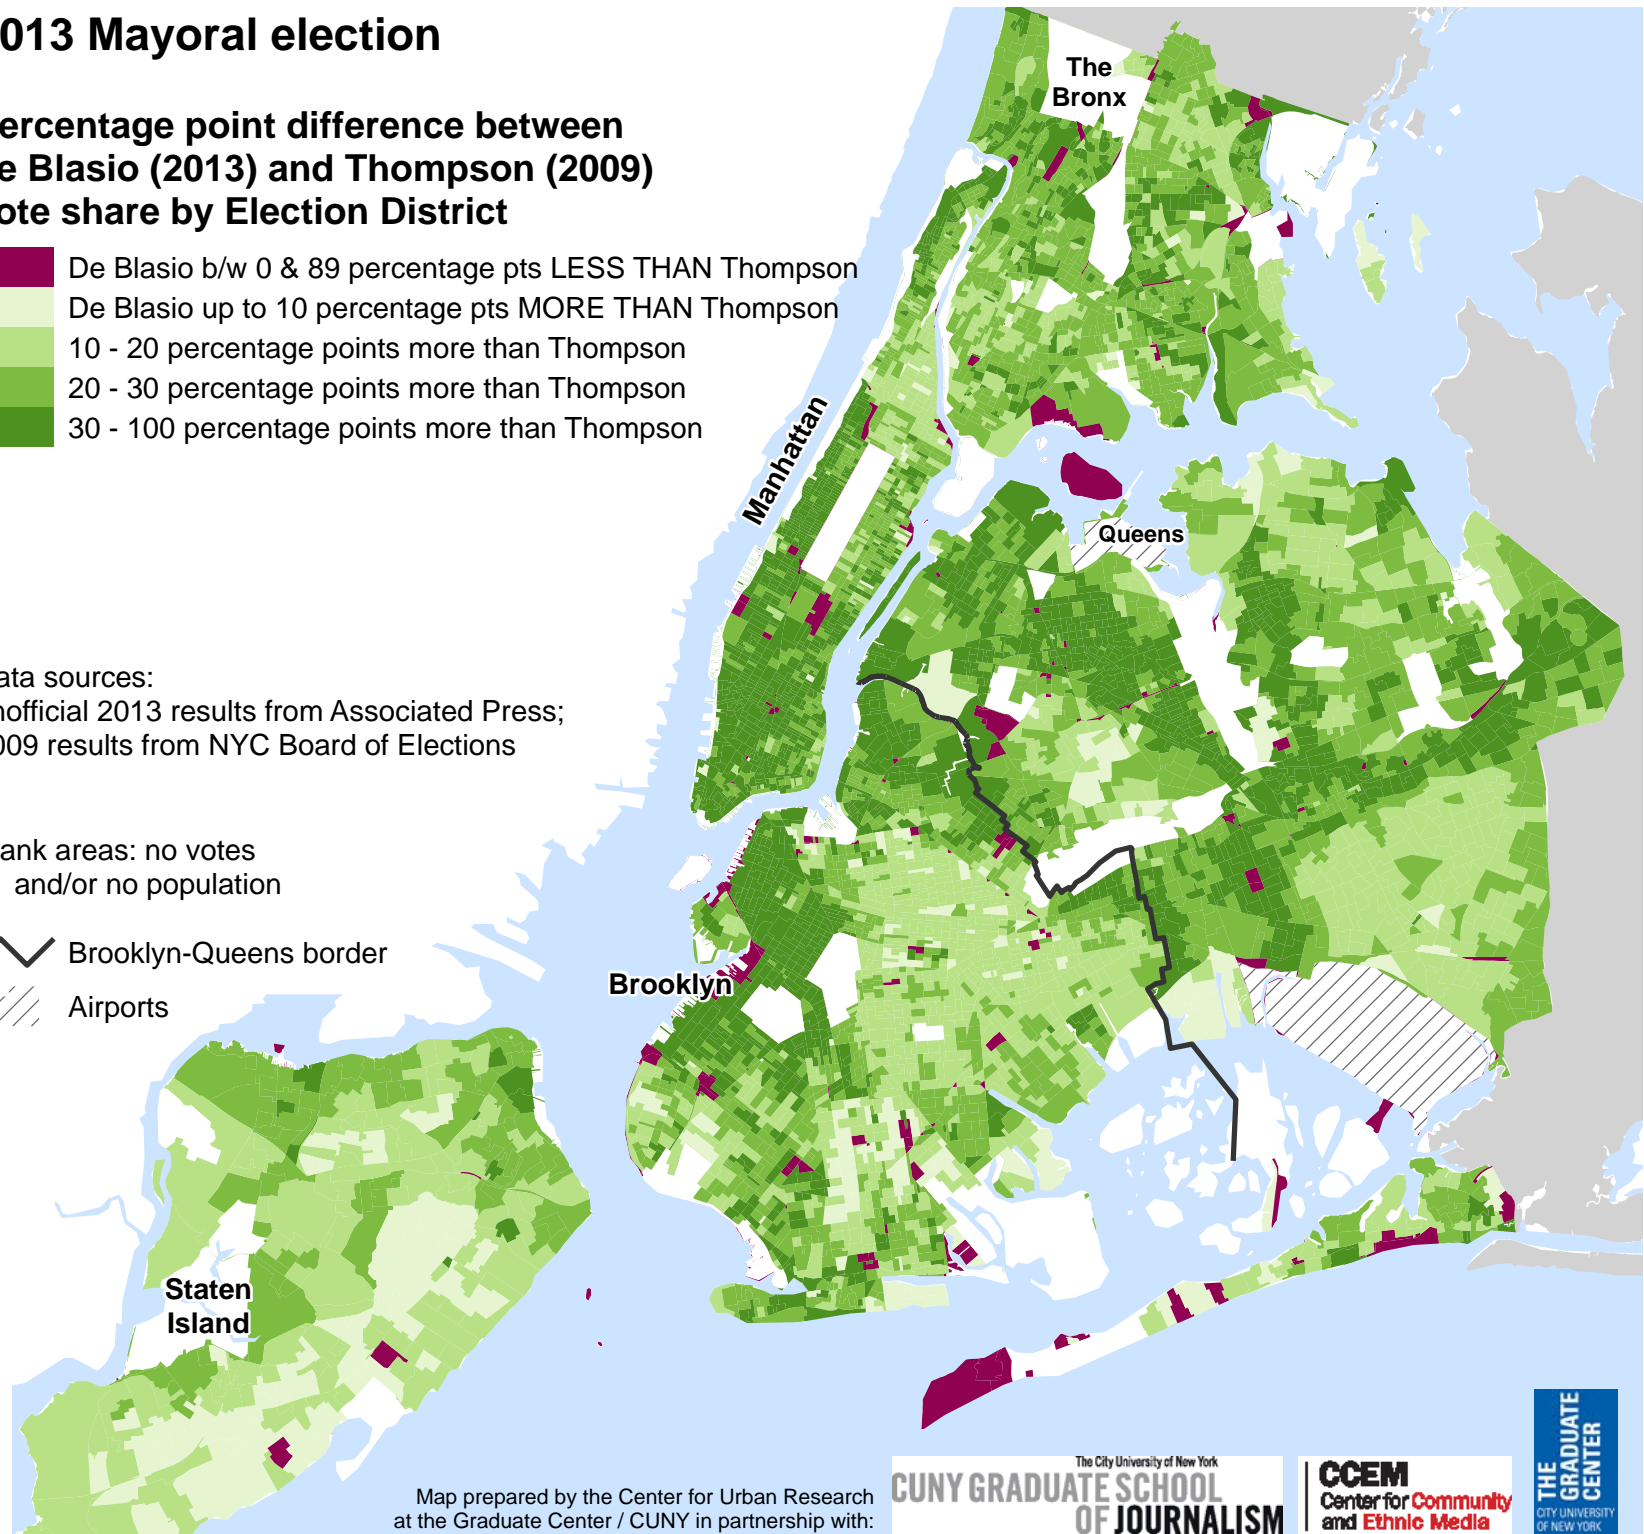 013 Mayoral election
ercentage point difference between
e Blasio (2013) and Thompson (2009)
ote share by Election District
De Blasio b/w 0 & 89 percentage pts LESS THAN Thompson
De Blasio up to 10 percentage pts MORE THAN Thompson
10 - 20 percentage points more than Thompson
20 - 30 percentage points more than Thompson
30 - 100 percentage points more than Thompson
The
Bronx
Manhattan
Queens
ata sources:
nofficial 2013 results from Associated Press;
009 results from NYC Board of Elections
ank areas: no votes
and/or no population
Brooklyn-Queens border
Airports
Brooklyn
Staten
Island
Map prepared by the Center for Urban Research
at the Graduate Center / CUNY in partnership with:
The City University of New York
CUNY GRADUATE SCHOOL
OF JOURNALISM
CCEM
Center for Community
and Ethnic Media
THE
GRADUATE
CENTER
CITY UNIVERSITY
OF NEW YORK